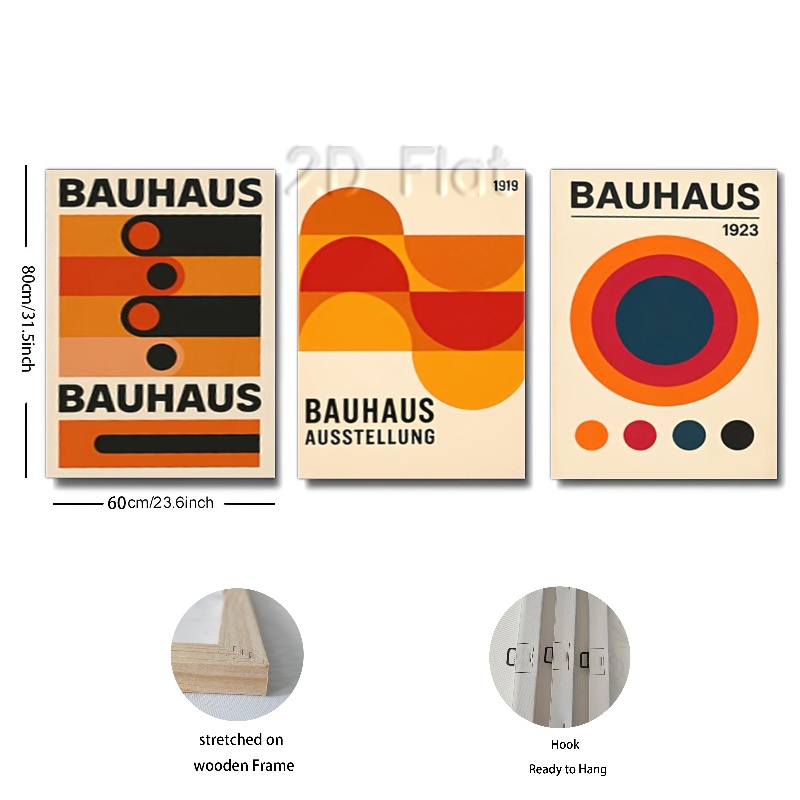 2D Flat
BAUHAUS
BAUHAUS
1919
BAUHAUS
AUSSTELLUNG
BAUHAUS
1923
80cm/31.5inch
60cm/23.6inch
stretched on
wooden Frame
Hook
Ready to Hang